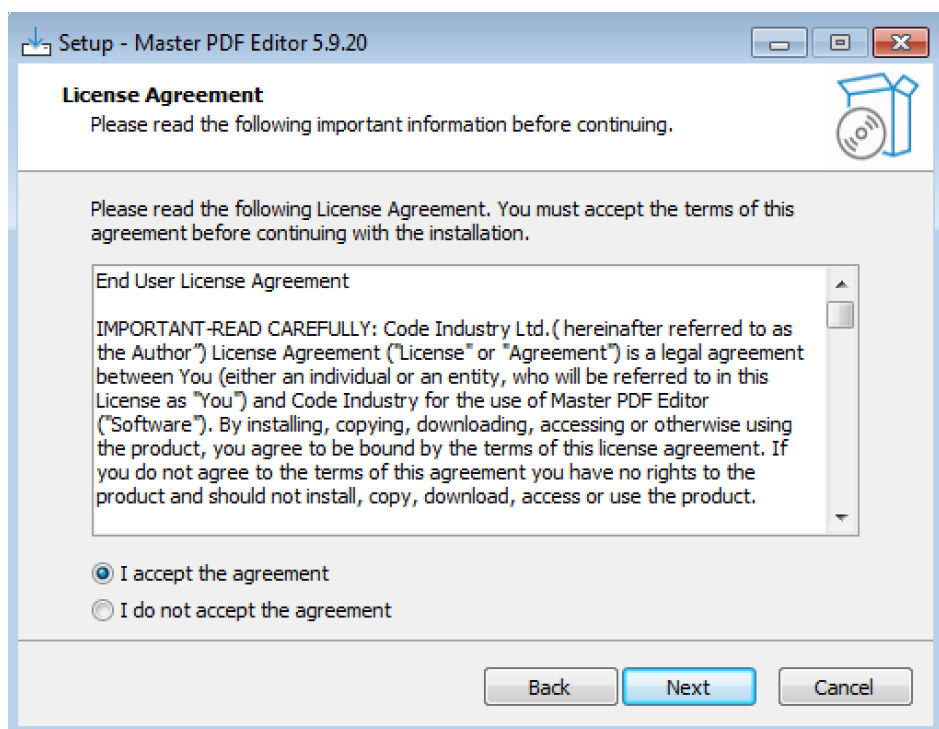 Setup - Master PDF Editor 5.9.20
License Agreement
Please read the following important information before continuing.
Please read the following License Agreement. You must accept the terms of this
agreement before continuing with the installation.
End User License Agreement
IMPORTANT-READ CAREFULLY: Code Industry Ltd.( hereinafter referred to as
the Author") License Agreement ("License" or "Agreement") is a legal agreement
between You (either an individual or an entity, who will be referred to in this
License as "You") and Code Industry for the use of Master PDF Editor
("Software"). By installing, copying, downloading, accessing or otherwise using
the product, you agree to be bound by the terms of this license agreement. If
you do not agree to the terms of this agreement you have no rights to the
product and should not install, copy, download, access or use the product.
I accept the agreement
I do not accept the agreement
Back Next Cancel